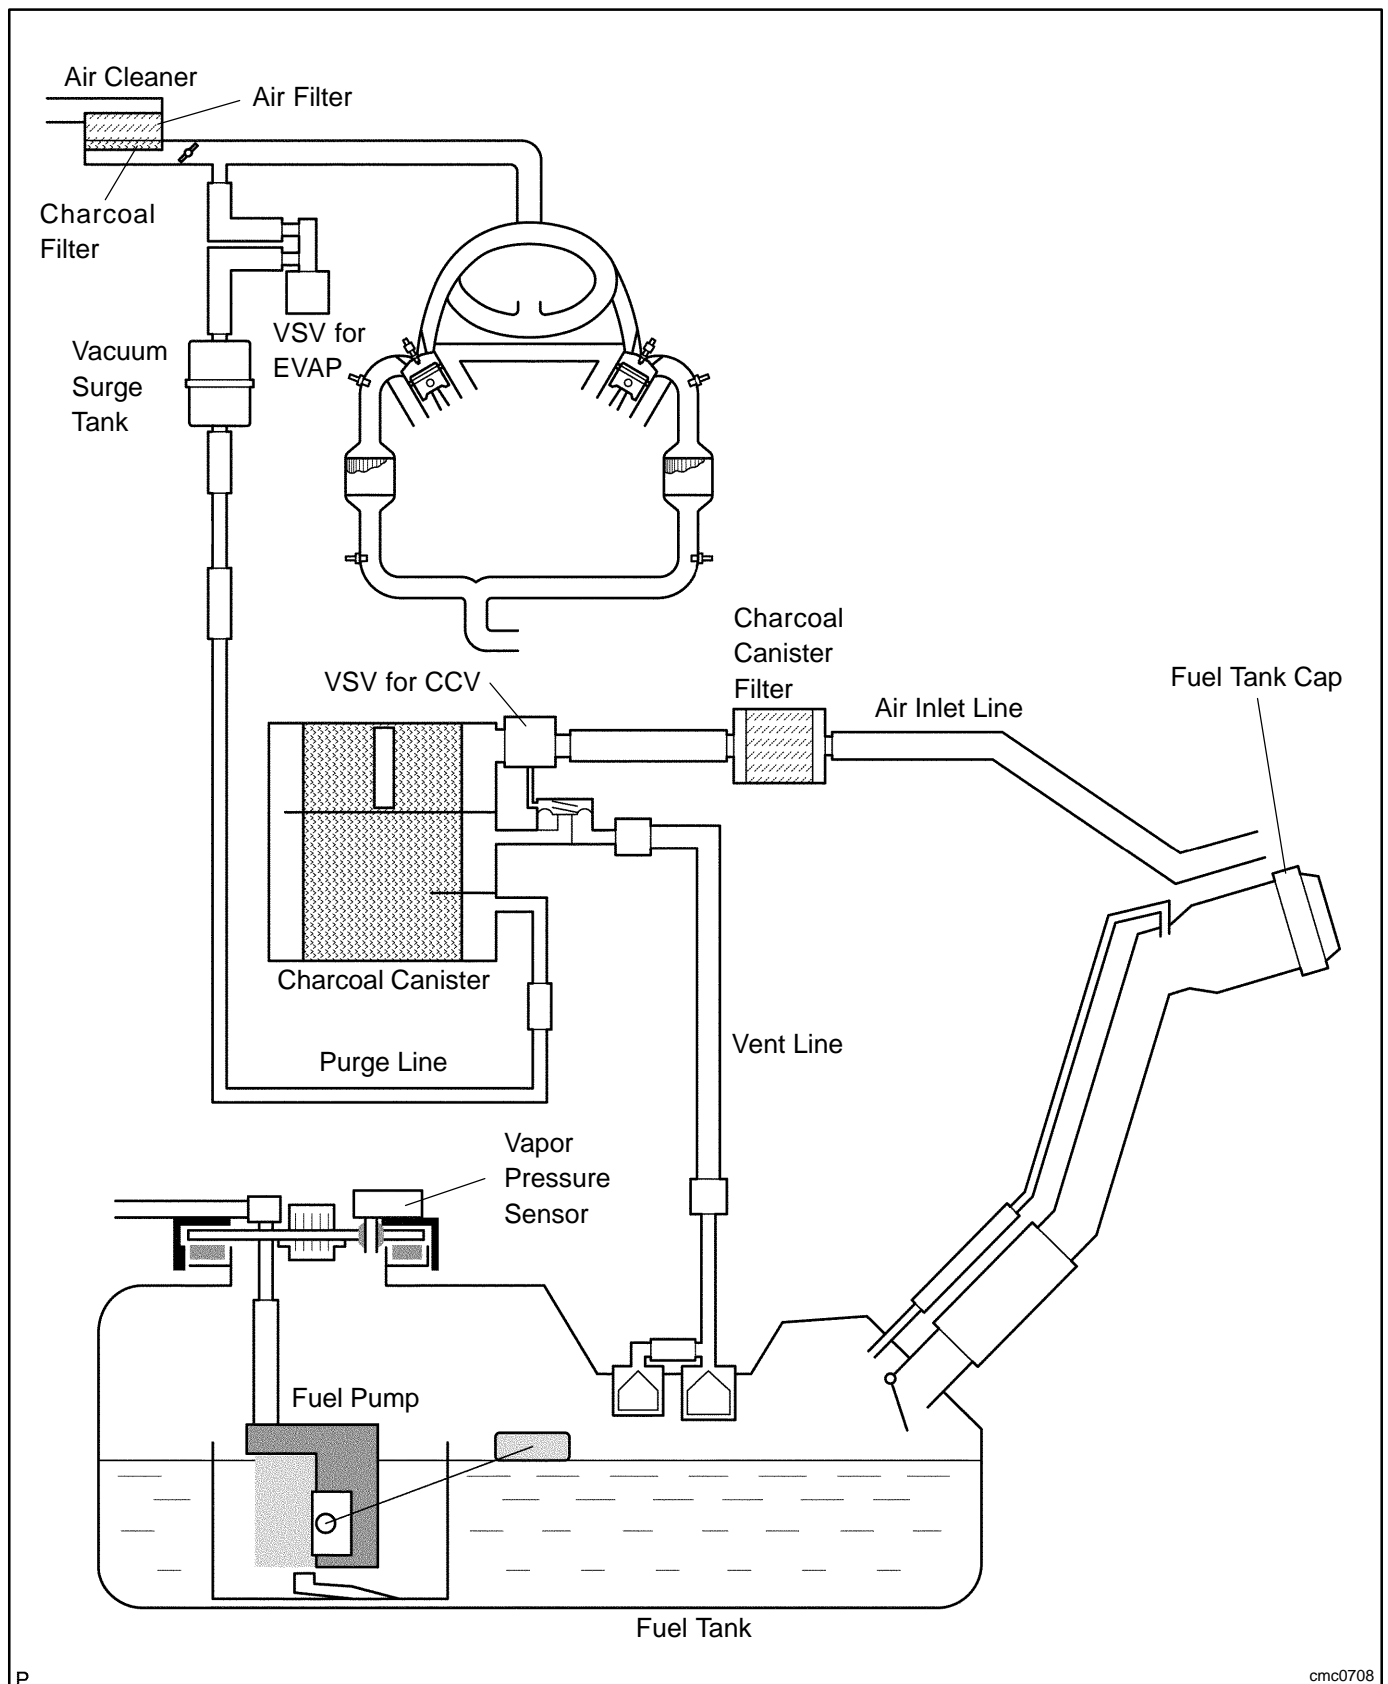 Air Cleaner
Air Filter
Charcoal
Filter
VSV for
EVAP
Vacuum
Surge
Tank
Charcoal
Canister
Filter
VSV for CCV
Air Inlet Line
Fuel Tank Cap
Charcoal Canister
Purge Line
Vent Line
Vapor
Pressure
Sensor
Fuel Pump
Fuel Tank
P
cmc0708